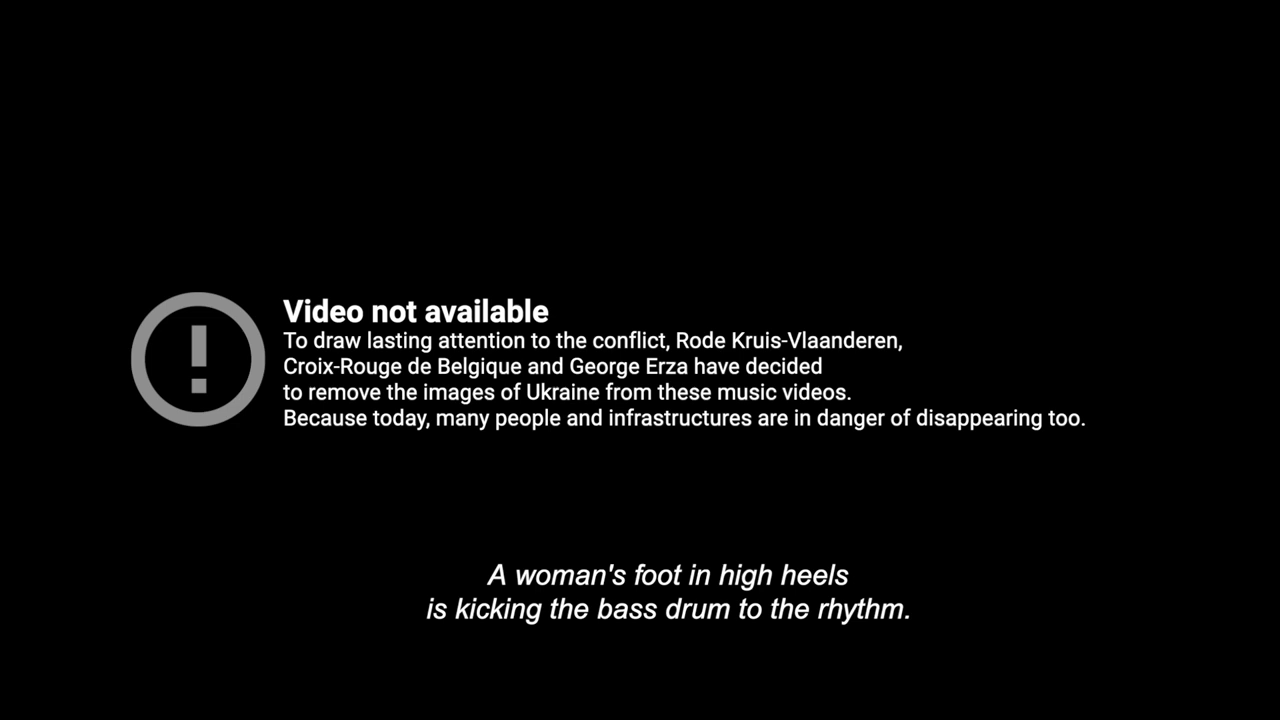 Video not available
To draw lasting attention to the conflict, Rode Kruis-Vlaanderen,
Croix-Rouge de Belgique and George Erza have decided
to remove the images of Ukraine from these music videos.
Because today, many people and infrastructures are in danger of disappearing too.
A woman's foot in high heels
is kicking the bass drum to the rhythm.